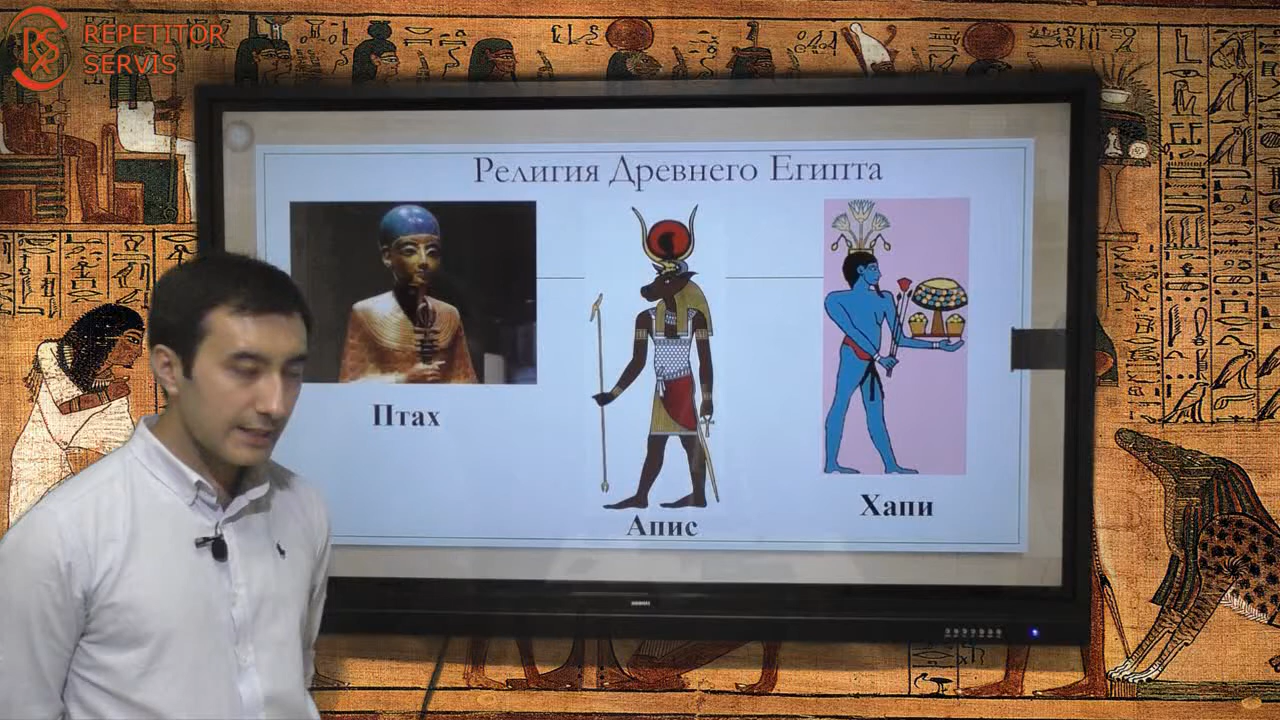 REPETITOR
SERVIS
Религия Древнего Египта
Птах
Апис
Хапи